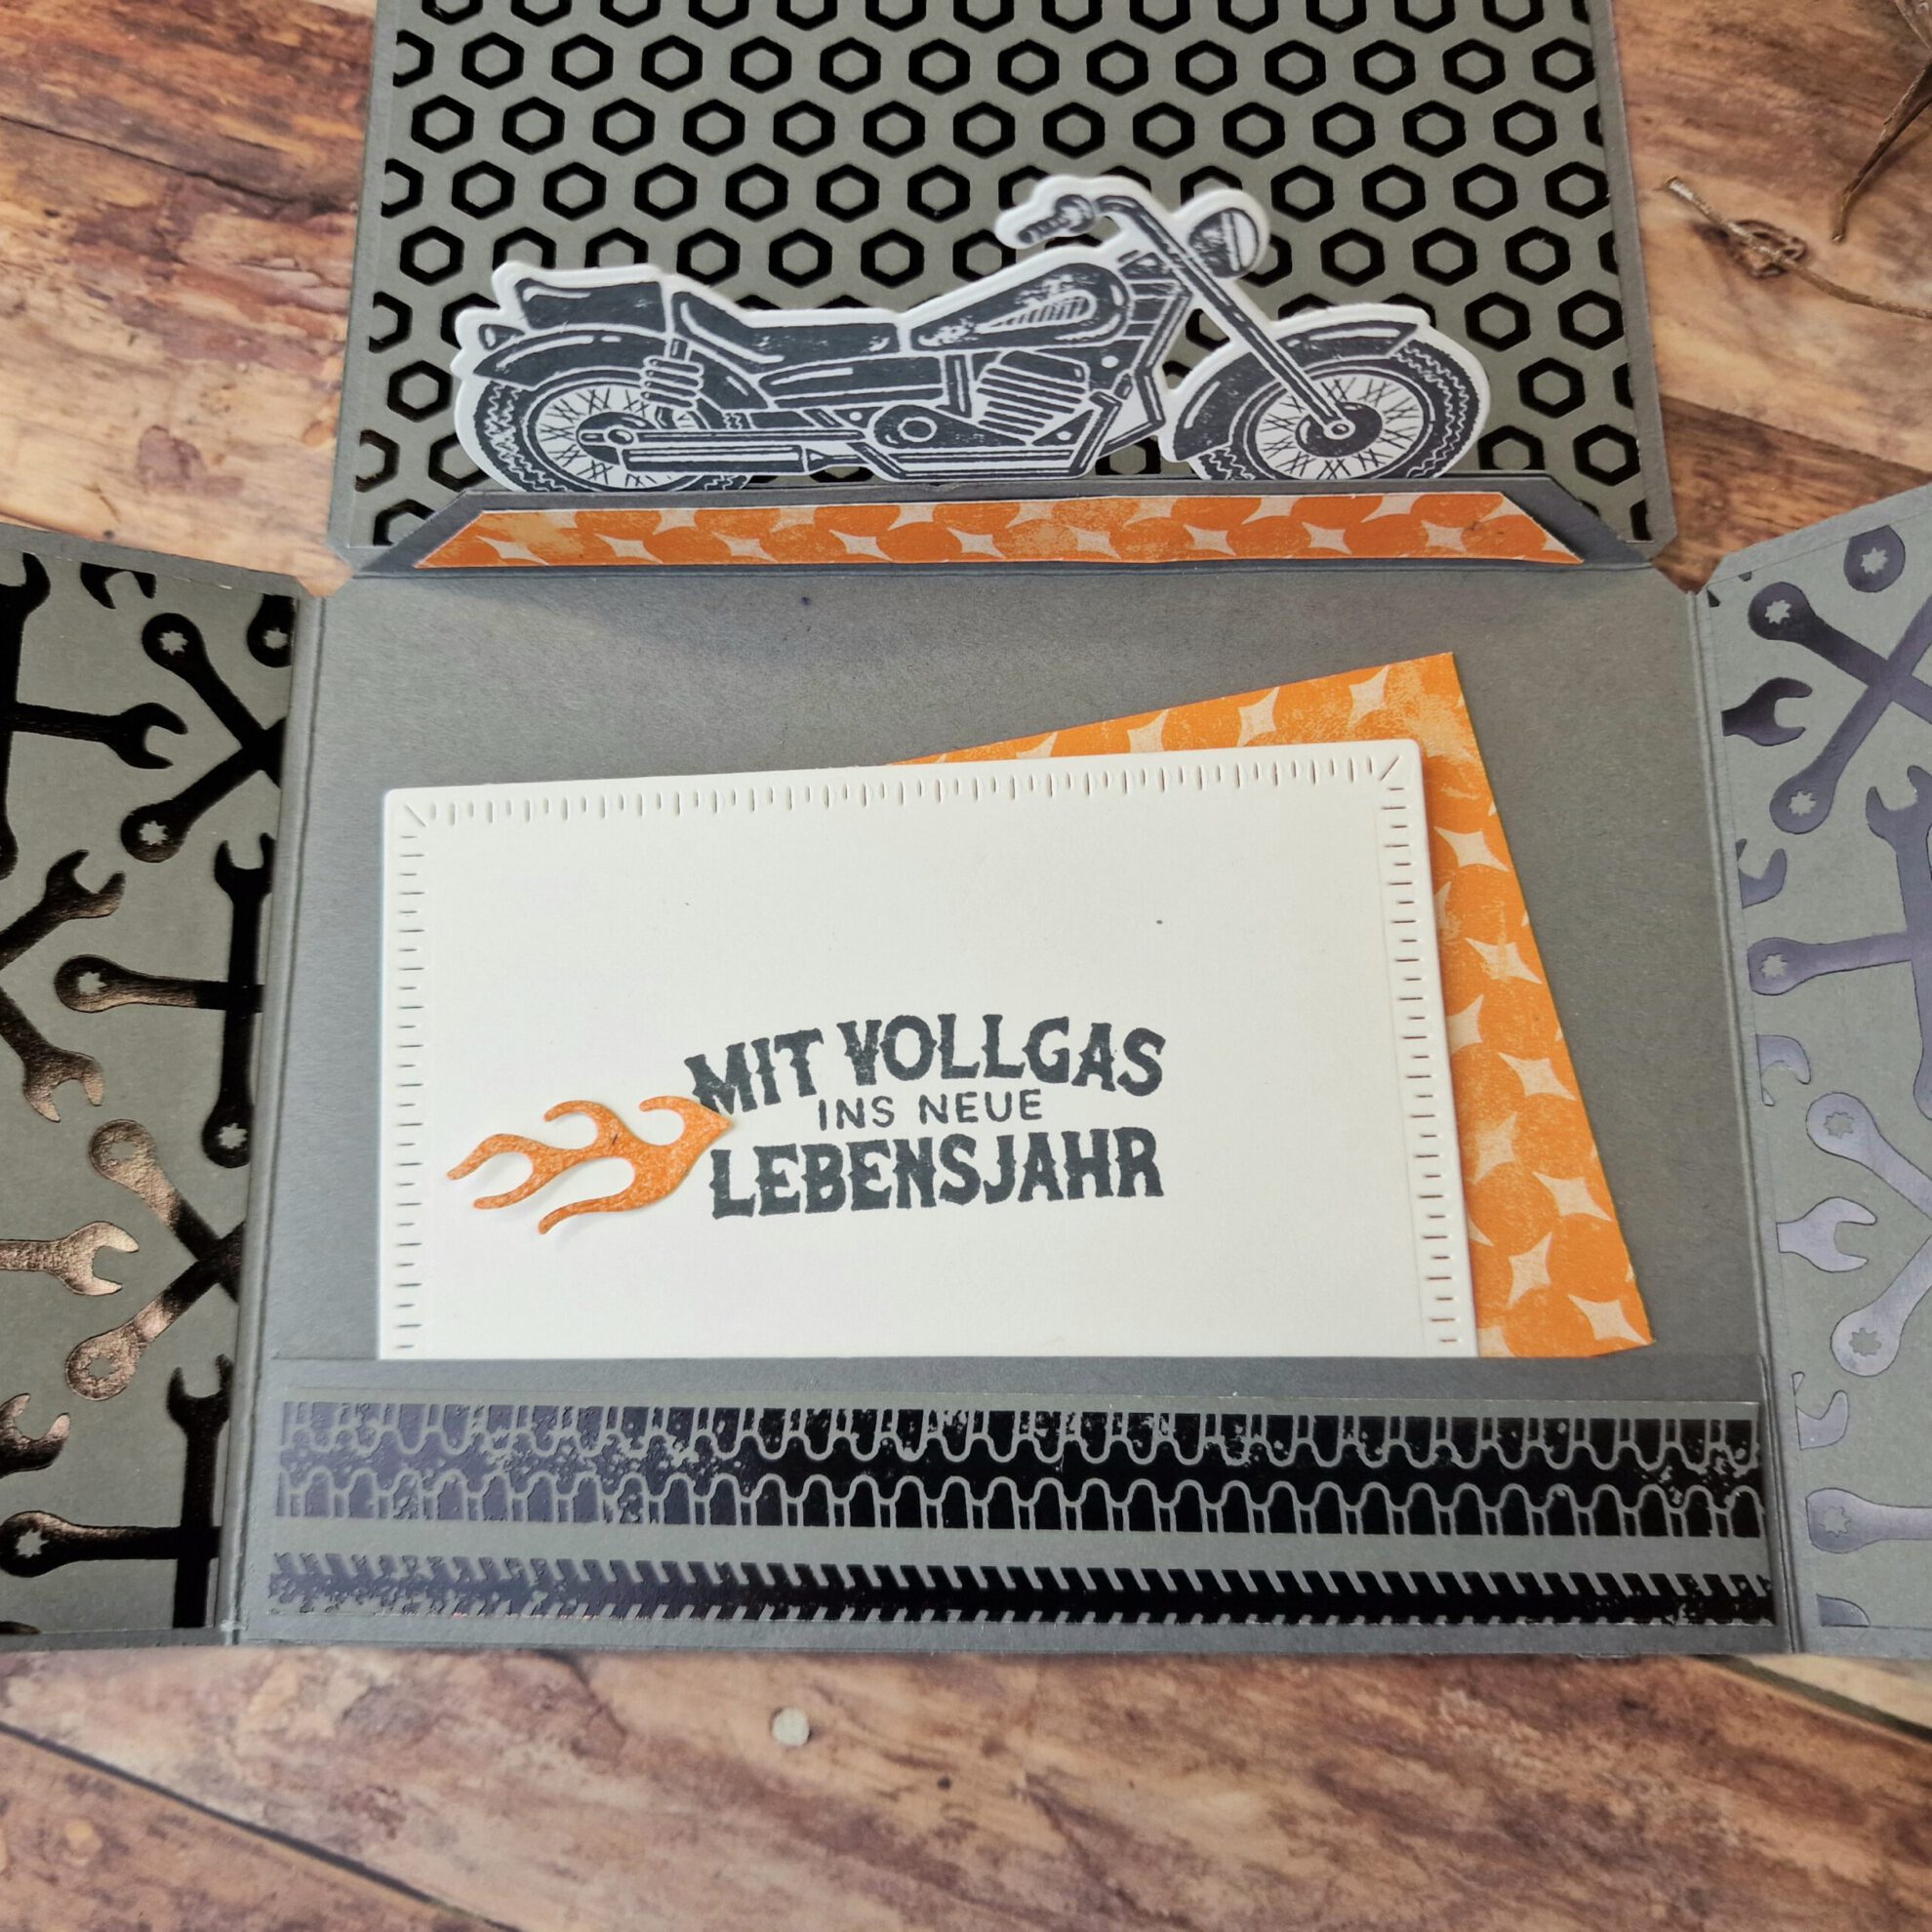 MIT VOLLGAS
INS NEUE
LEBENSJAHR